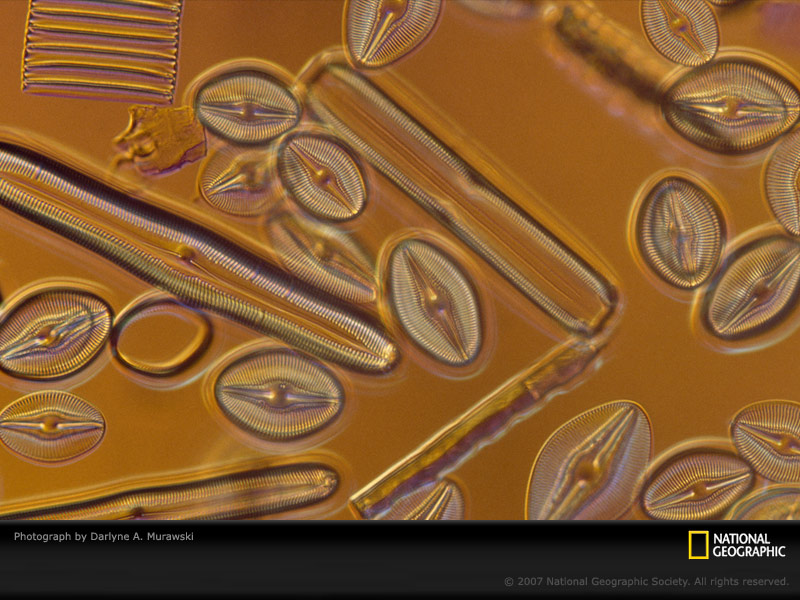 Photograph by Darlyne A. Murawski
NATIONAL
GEOGRAPHIC
© 2007 National Geographic Society. All rights reserved.